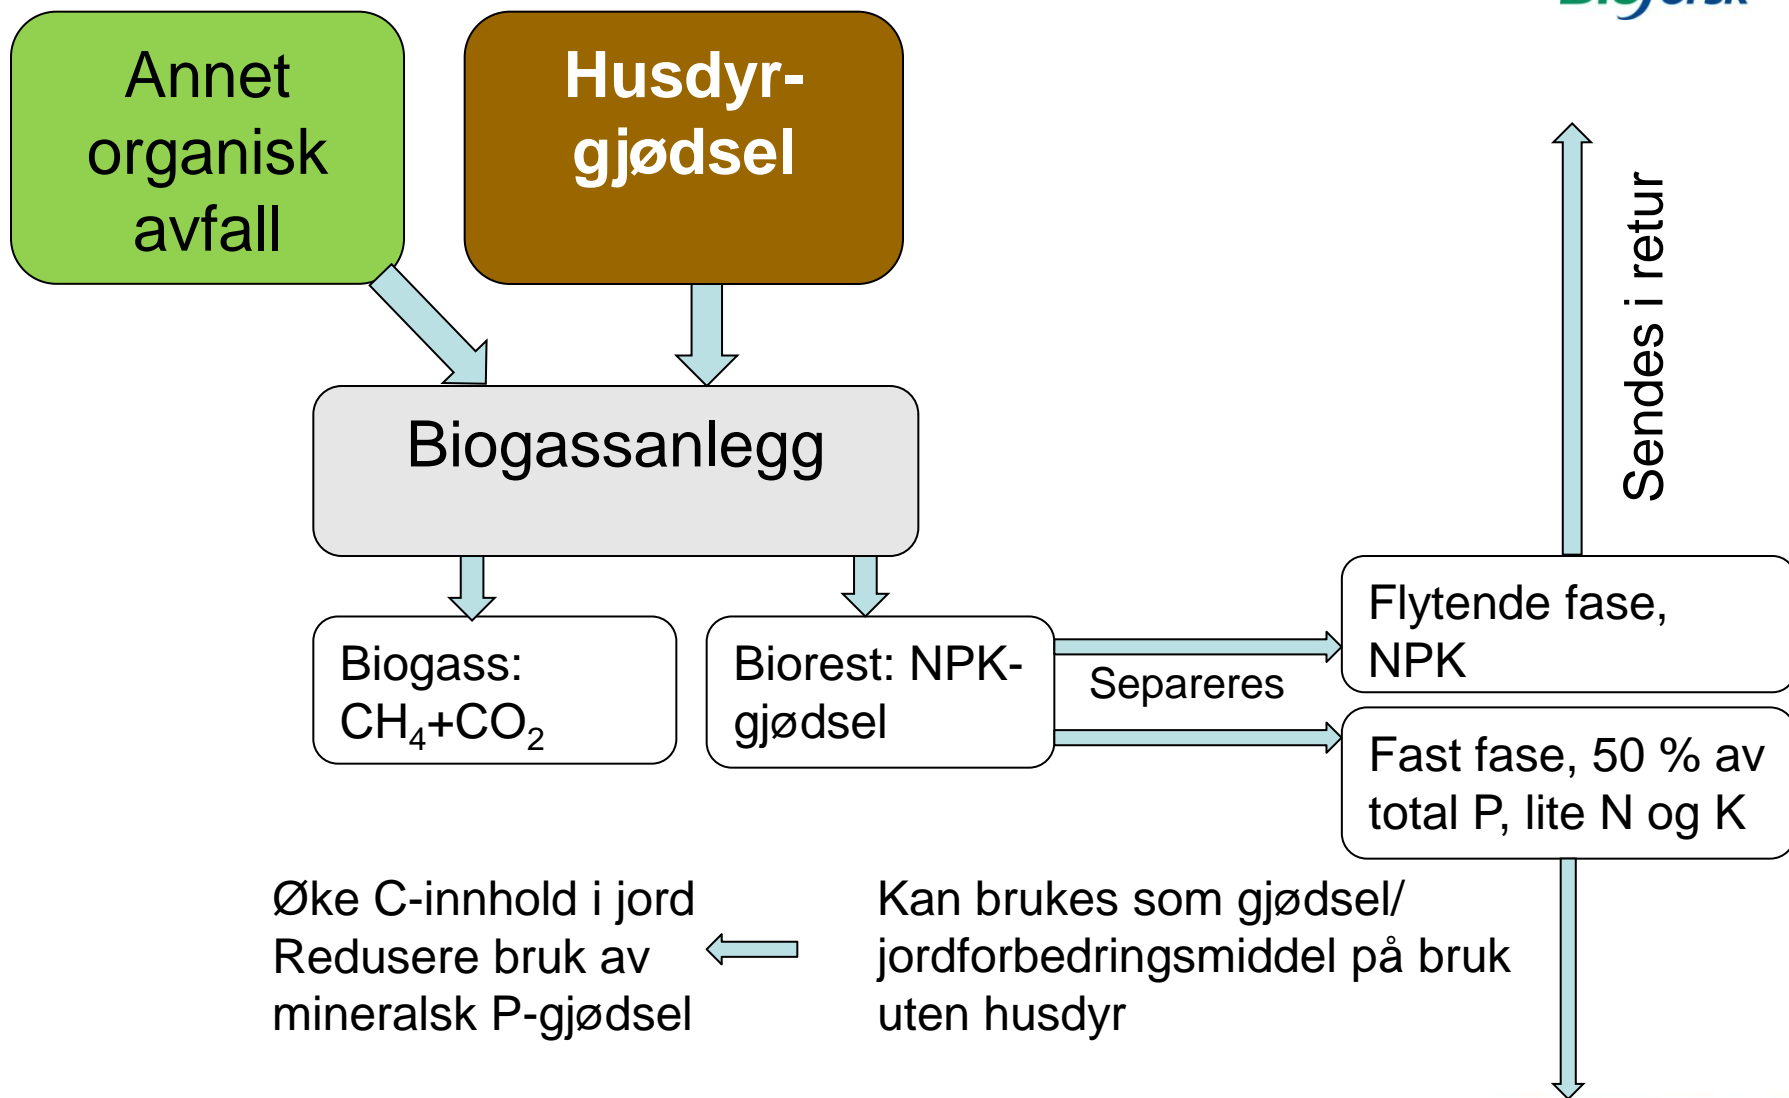 Bioforsk
Annet
organisk
avfall
Husdyr-
gjødsel
Sendes i retur
Biogassanlegg
Biogass:
CH₄+CO₂
Biorest: NPK-
gjødsel
Separeres
Flytende fase,
NPK
Fast fase, 50 % av
total P, lite N og K
Øke C-innhold i jord
Redusere bruk av
mineralsk P-gjødsel
Kan brukes som gjødsel/
jordforbedringsmiddel på bruk
uten husdyr